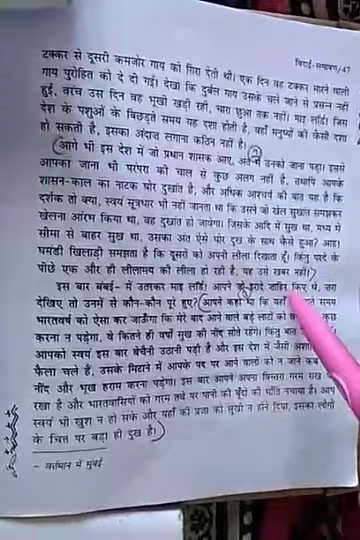 विदाई-सम्भाषण/47
टक्कर से दूसरी कमजोर गाय को गिरा देती थी। एक दिन वह टक्कर मारने वाली
गाय पुरोहित को दे दी गई। देखा कि दुर्बल गाय उसके चले जाने से प्रसन्न नहीं
हुई, वरंच उस दिन वह भूखी खड़ी रही, चारा छुआ तक नहीं। माइ लॉर्ड! जिस
देश के पशुओं के बिछड़ते समय यह दशा होती है, वहाँ मनुष्यों की कैसी दशा
हो सकती है, इसका अंदाज़ लगाना कठिन नहीं है।
आगे भी इस देश में जो प्रधान शासक आए, अंत में उनको जाना पड़ा। इससे
आपका जाना भी परंपरा की चाल से कुछ अलग नहीं है, तथापि आपके
शासन-काल का नाटक घोर दुखांत है, और अधिक आश्चर्य की बात यह है कि
दर्शक तो क्या, स्वयं सूत्रधार भी नहीं जानता था कि उसने जो खेल सुखांत समझकर
खेलना आरंभ किया था, वह दुखांत हो जावेगा। जिसके आदि में सुख था, मध्य में
सीमा से बाहर सुख था, उसका अंत ऐसे घोर दुख के साथ कैसे हुआ? आह!
घमंडी खिलाड़ी समझता है कि दूसरों को अपनी लीला दिखाता हूँ। किंतु परदे के
पीछे एक और ही लीलामय की लीला हो रही है, यह उसे खबर नहीं!
इस बार बंबई- में उतरकर माइ लॉर्ड! आपने जो इरादे ज़ाहिर किए थे, ज़रा
देखिए तो उनमें से कौन-कौन पूरे हुए? आपने कहा था कि यहाँ समय
भारतवर्ष को ऐसा कर जाऊँगा कि मेरे बाद आने वाले बड़े लाटों को कुछ
करना न पड़ेगा, वे कितने ही वर्षों सुख की नींद सोते रहेंगे। किंतु बात
आपको स्वयं इस बार बेचैनी उठानी पड़ी है और इस देश में जैसी
फैला चले हैं, उसके मिटाने में आपके पद पर आने वालों को न जाने कब
नींद और भूख हराम करना पड़ेगा। इस बार आपने अपना बिस्तरा गरम राख
रखा है और भारतवासियों को गरम तवे पर पानी की बूँदों की भाँति नचाया है। आप
स्वयं भी खुश न हो सके और यहाँ की प्रजा को सुखी न होने दिया, इसका लोगों
के चित्त पर बड़ा ही दुख है।
- वर्तमान में मुंबई